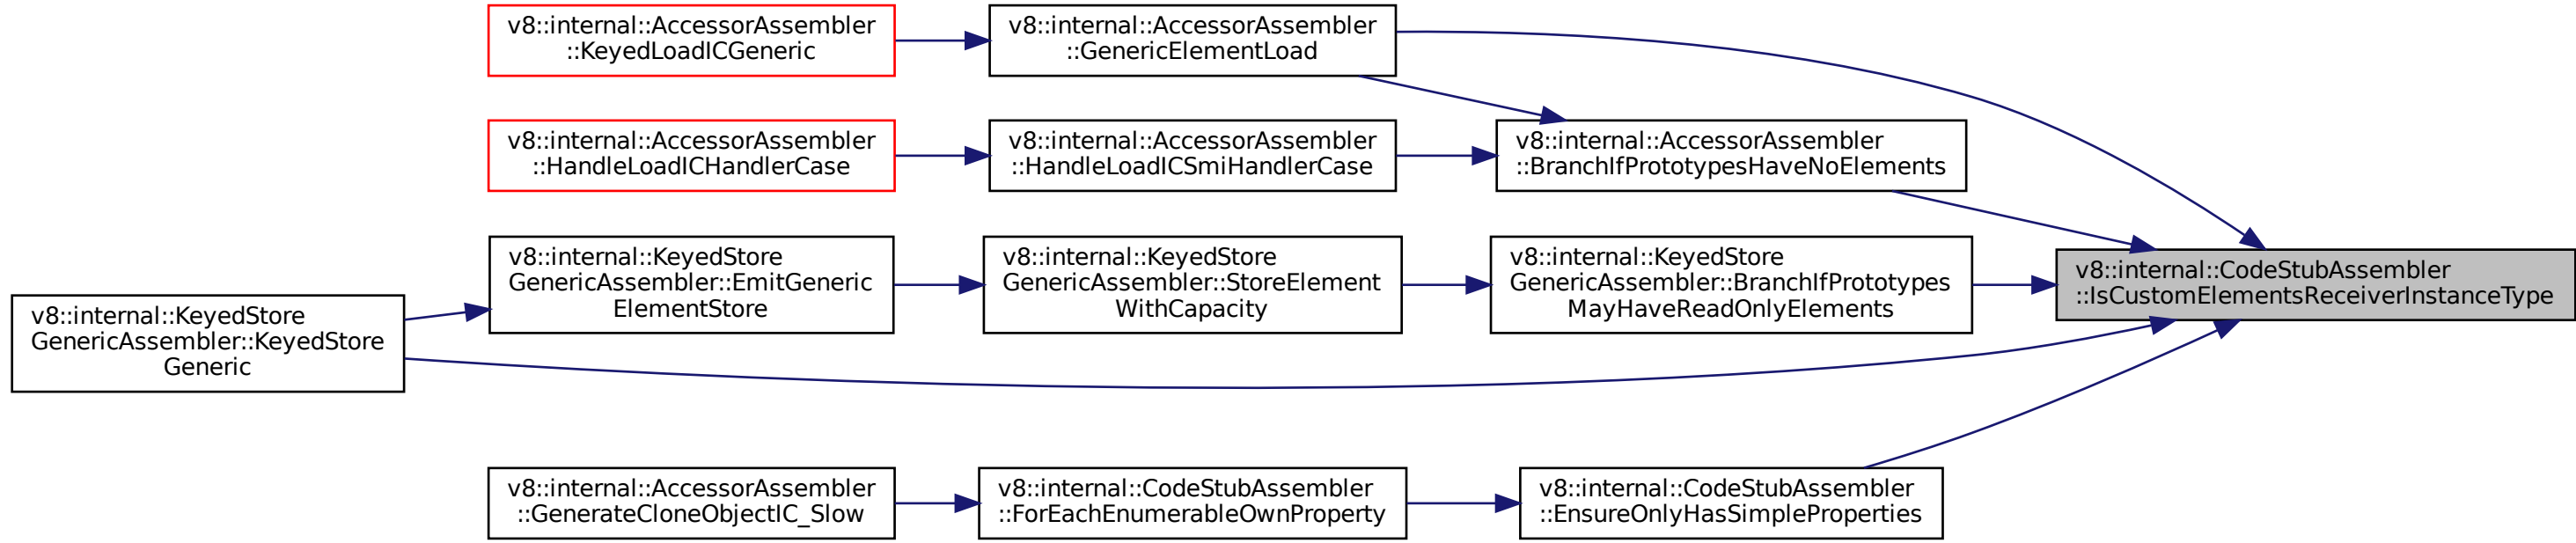 v8::internal::AccessorAssembler
::KeyedLoadICGeneric
v8::internal::AccessorAssembler
::GenericElementLoad
v8::internal::AccessorAssembler
::HandleLoadICHandlerCase
v8::internal::AccessorAssembler
::HandleLoadICSmiHandlerCase
v8::internal::AccessorAssembler
::BranchIfPrototypesHaveNoElements
v8::internal::KeyedStore
GenericAssembler::KeyedStore
Generic
v8::internal::KeyedStore
GenericAssembler::EmitGeneric
ElementStore
v8::internal::KeyedStore
GenericAssembler::StoreElement
WithCapacity
v8::internal::KeyedStore
GenericAssembler::BranchIfPrototypes
MayHaveReadOnlyElements
v8::internal::CodeStubAssembler
::IsCustomElementsReceiverInstanceType
v8::internal::AccessorAssembler
::GenerateCloneObjectIC_Slow
v8::internal::CodeStubAssembler
::ForEachEnumerableOwnProperty
v8::internal::CodeStubAssembler
::EnsureOnlyHasSimpleProperties